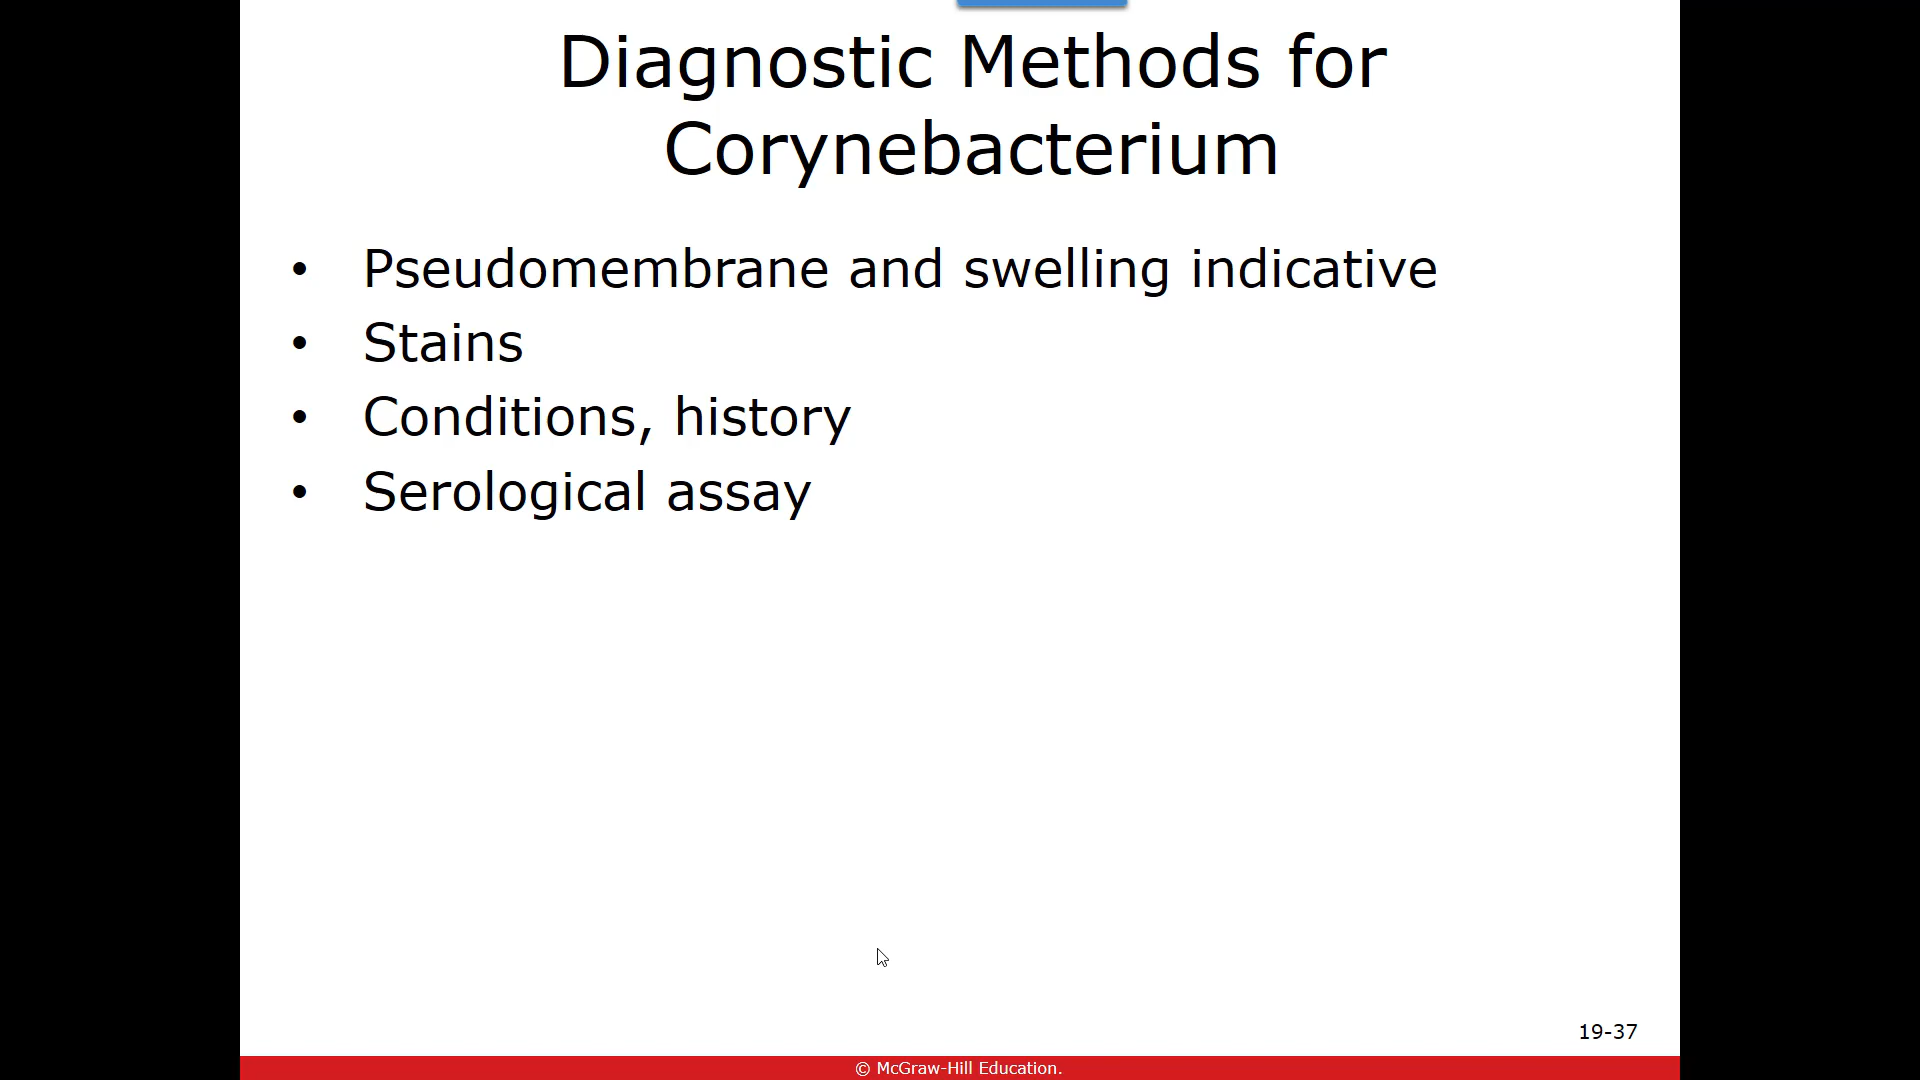 Diagnostic Methods for
Corynebacterium
• Pseudomembrane and swelling indicative
• Stains
• Conditions, history
• Serological assay
19-37
© McGraw-Hill Education.